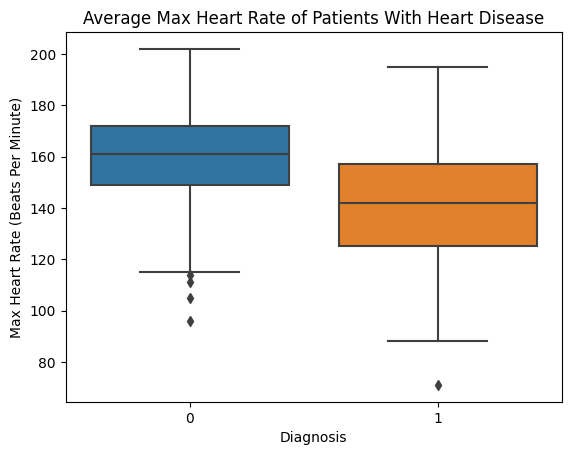 Average Max Heart Rate of Patients With Heart Disease
Max Heart Rate (Beats Per Minute)
200
180
160
140
120
100
80
0 1
Diagnosis